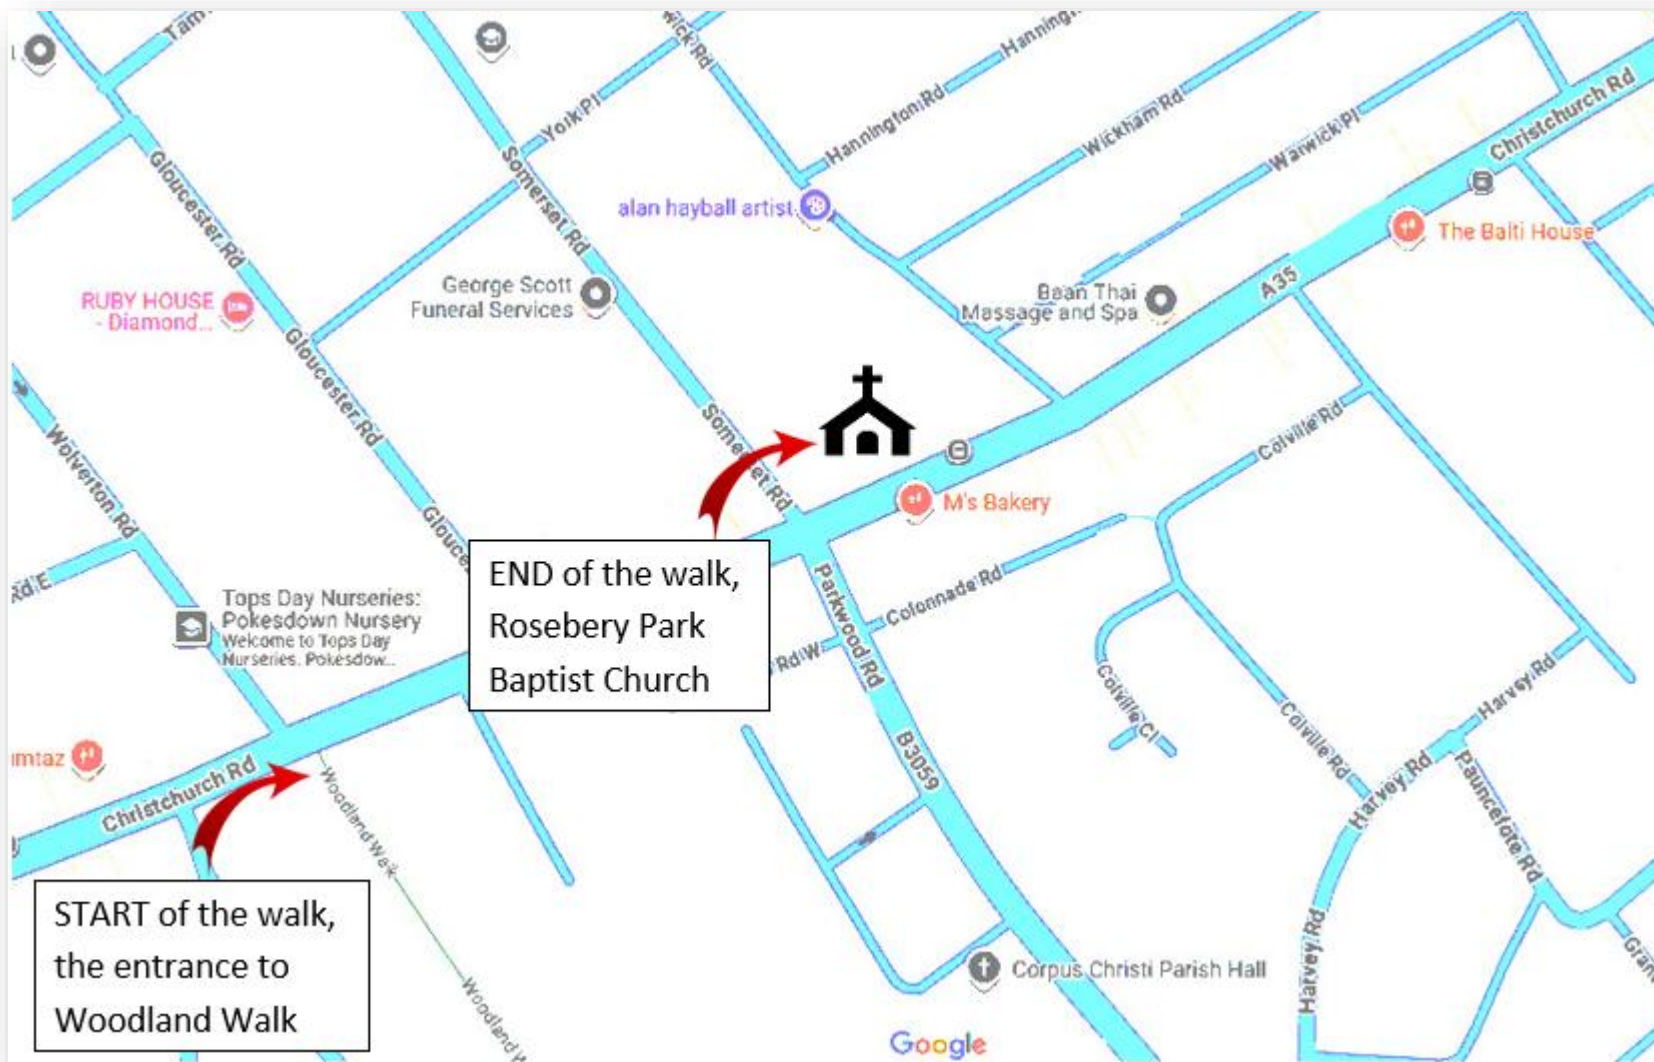 Tam
York Pl
wick Rd
Hannington Rd
Hanning
Wickham Rd
Warwick Pl
Christchurch Rd
Gloucester Rd
Somerset Rd
alan hayball artist
The Balti House
George Scott
Funeral Services
RUBY HOUSE
- Diamond...
Baan Thai
Massage and Spa
A35
Gloucester Rd
Wolverton Rd
Somerset Rd
Colville Rd
M's Bakery
Glouce
END of the walk,
Rosebery Park
Baptist Church
Rd E
Tops Day Nurseries:
Pokesdown Nursery
Welcome to Tops Day
Nurseries, Pokesdow...
Parkwood Rd
Colonnade Rd
Rd W
Colville Cl
Harvey Rd
Colville Rd
B3059
umtaz
Christchurch Rd
Woodland Walk
Harvey Rd
Pauncefote Rd
START of the walk,
the entrance to
Woodland Walk
Woodland W
Corpus Christi Parish Hall
Harvey Rd
Gran
Google